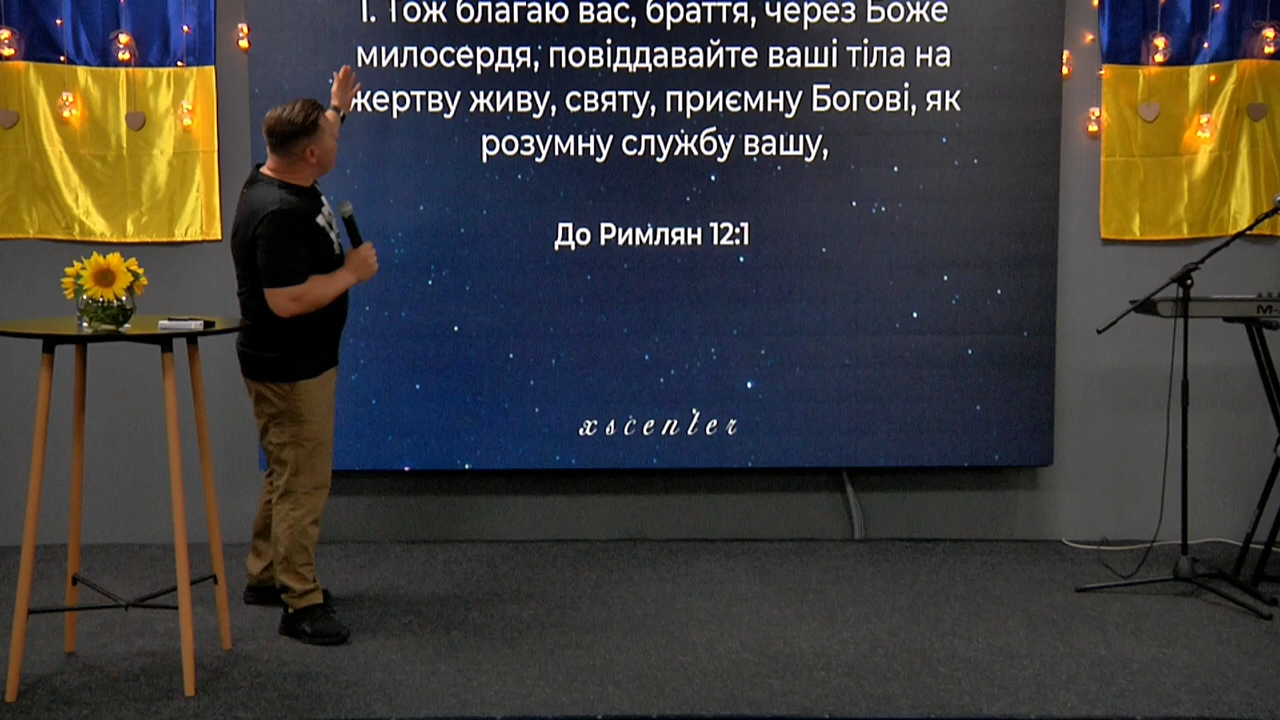 1. Тож благаю вас, браття, через Боже
милосердя, повіддавайте ваші тіла на
жертву живу, святу, приємну Богові, як
розумну службу вашу,
До Римлян 12:1
xscenter
M-